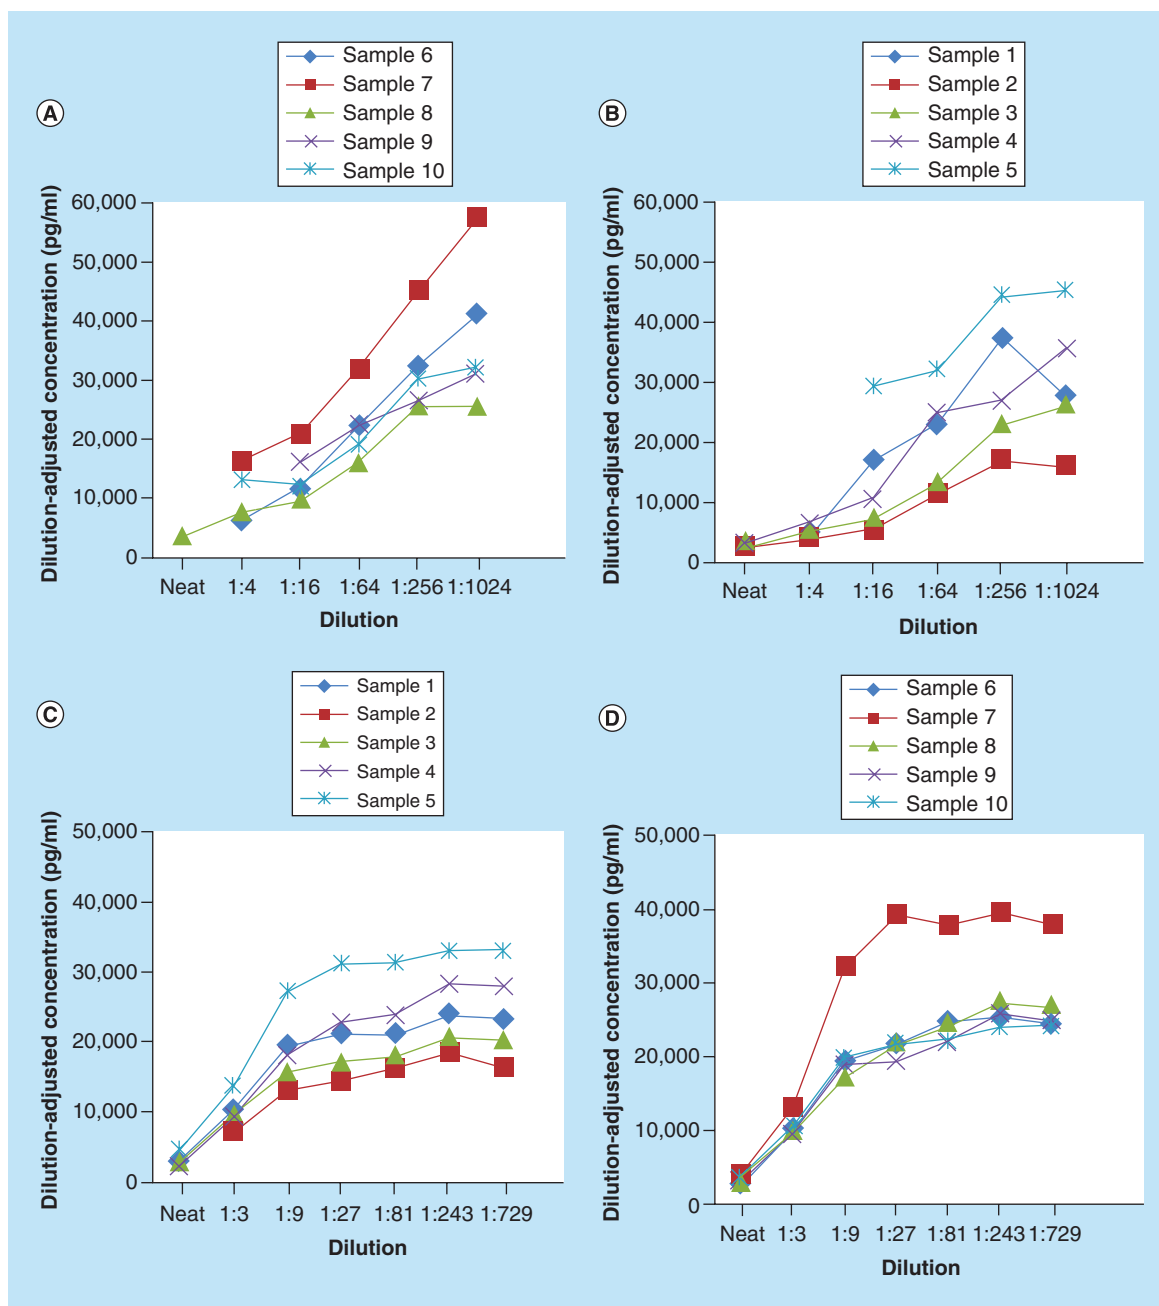 A
Sample 6
Sample 7
Sample 8
Sample 9
Sample 10
Dilution-adjusted concentration (pg/ml)
60,000
50,000
40,000
30,000
20,000
10,000
0
Neat 1:4 1:16 1:64 1:256 1:1024
Dilution
B
Sample 1
Sample 2
Sample 3
Sample 4
Sample 5
Dilution-adjusted concentration (pg/ml)
60,000
50,000
40,000
30,000
20,000
10,000
0
Neat 1:4 1:16 1:64 1:256 1:1024
Dilution
C
Sample 1
Sample 2
Sample 3
Sample 4
Sample 5
Dilution-adjusted concentration (pg/ml)
50,000
40,000
30,000
20,000
10,000
0
Neat 1:3 1:9 1:27 1:81 1:243 1:729
Dilution
D
Sample 6
Sample 7
Sample 8
Sample 9
Sample 10
Dilution-adjusted concentration (pg/ml)
50,000
40,000
30,000
20,000
10,000
0
Neat 1:3 1:9 1:27 1:81 1:243 1:729
Dilution